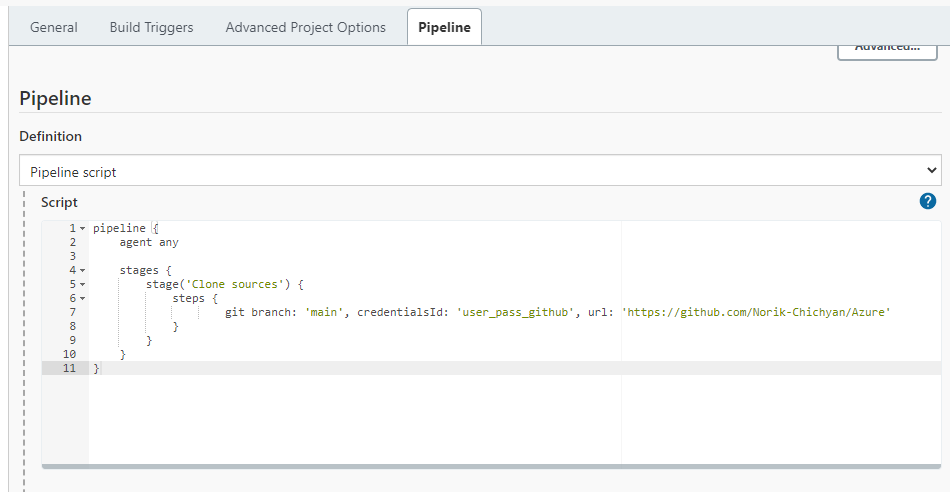 General Build Triggers Advanced Project Options Pipeline
Advanced...
Pipeline
Definition
Pipeline script
Script
?
1 pipeline {
2     agent any
3
4     stages {
5         stage('Clone sources') {
6             steps {
7                     git branch: 'main', credentialsId: 'user_pass_github', url: 'https://github.com/Norik-Chichyan/Azure'
8             }
9         }
10     }
11 }